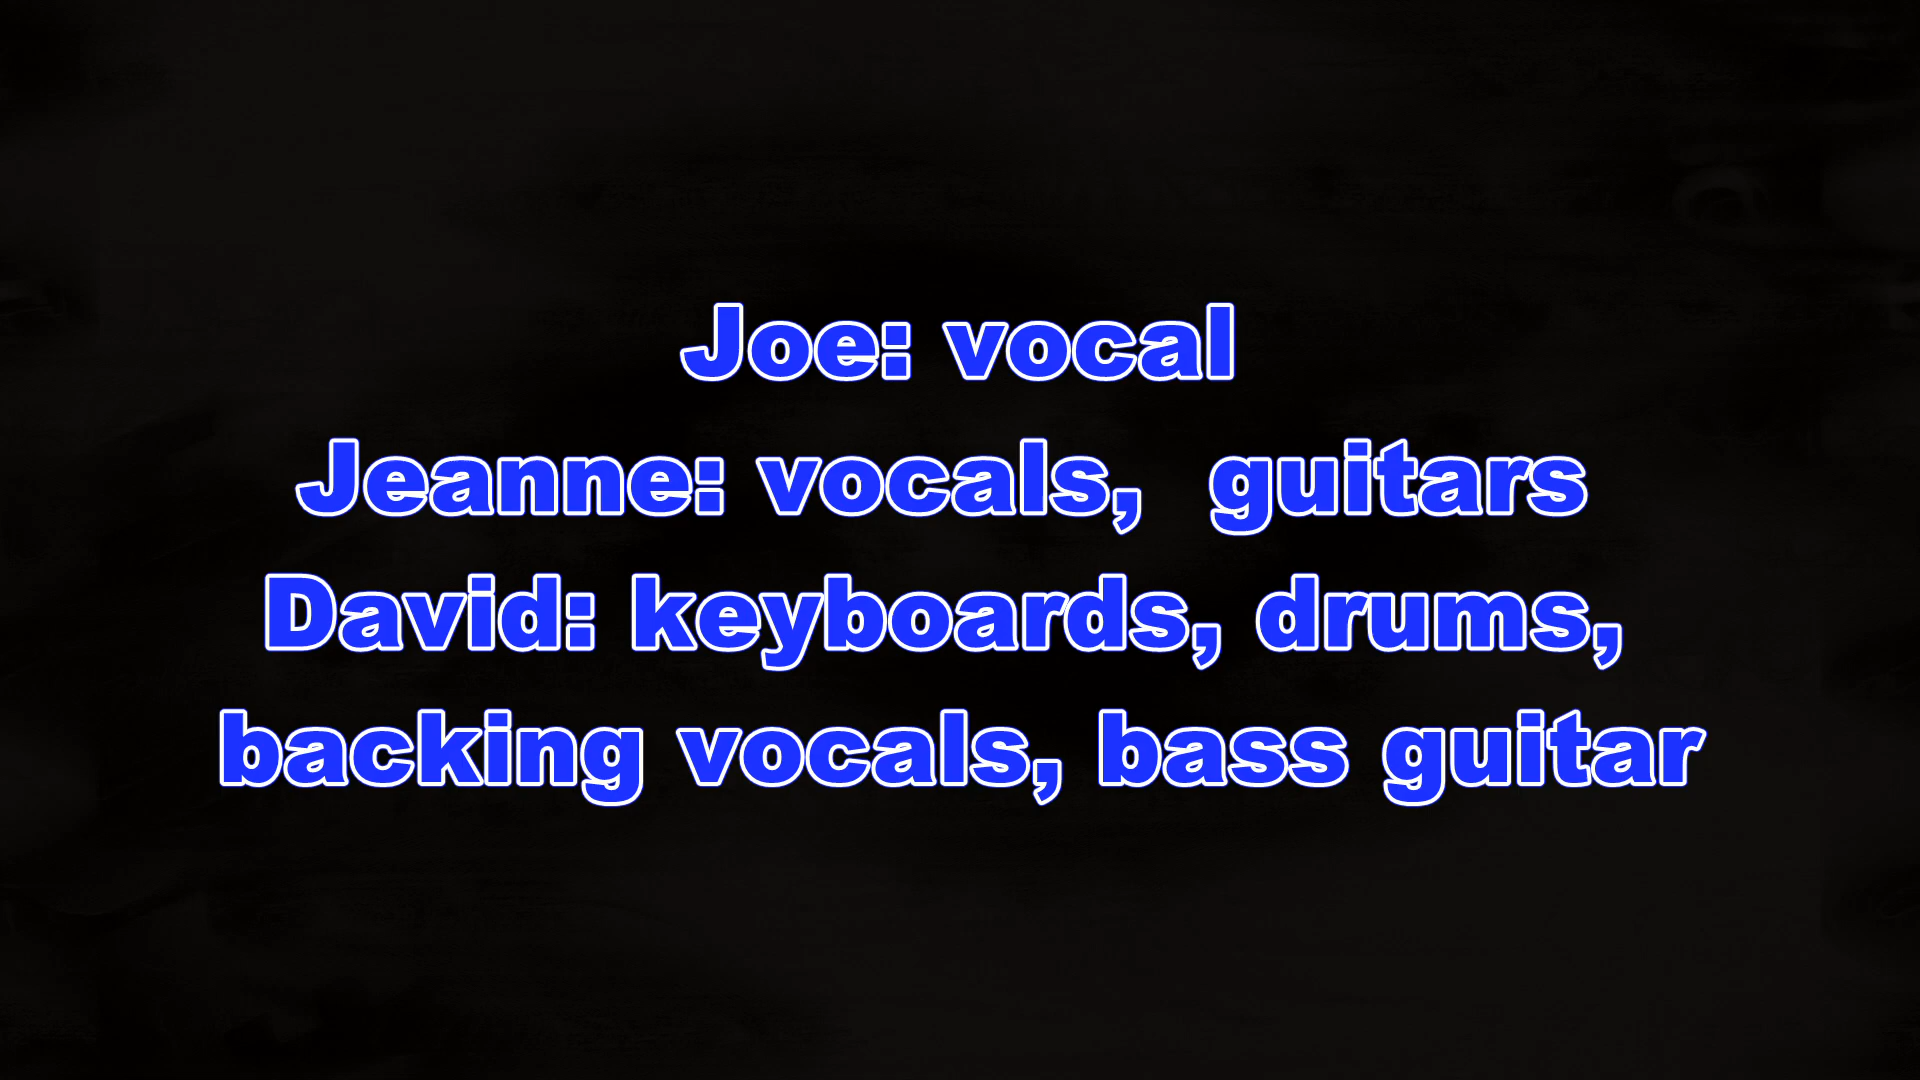 Joe: vocal
Jeanne: vocals,  guitars
David: keyboards, drums,
backing vocals, bass guitar